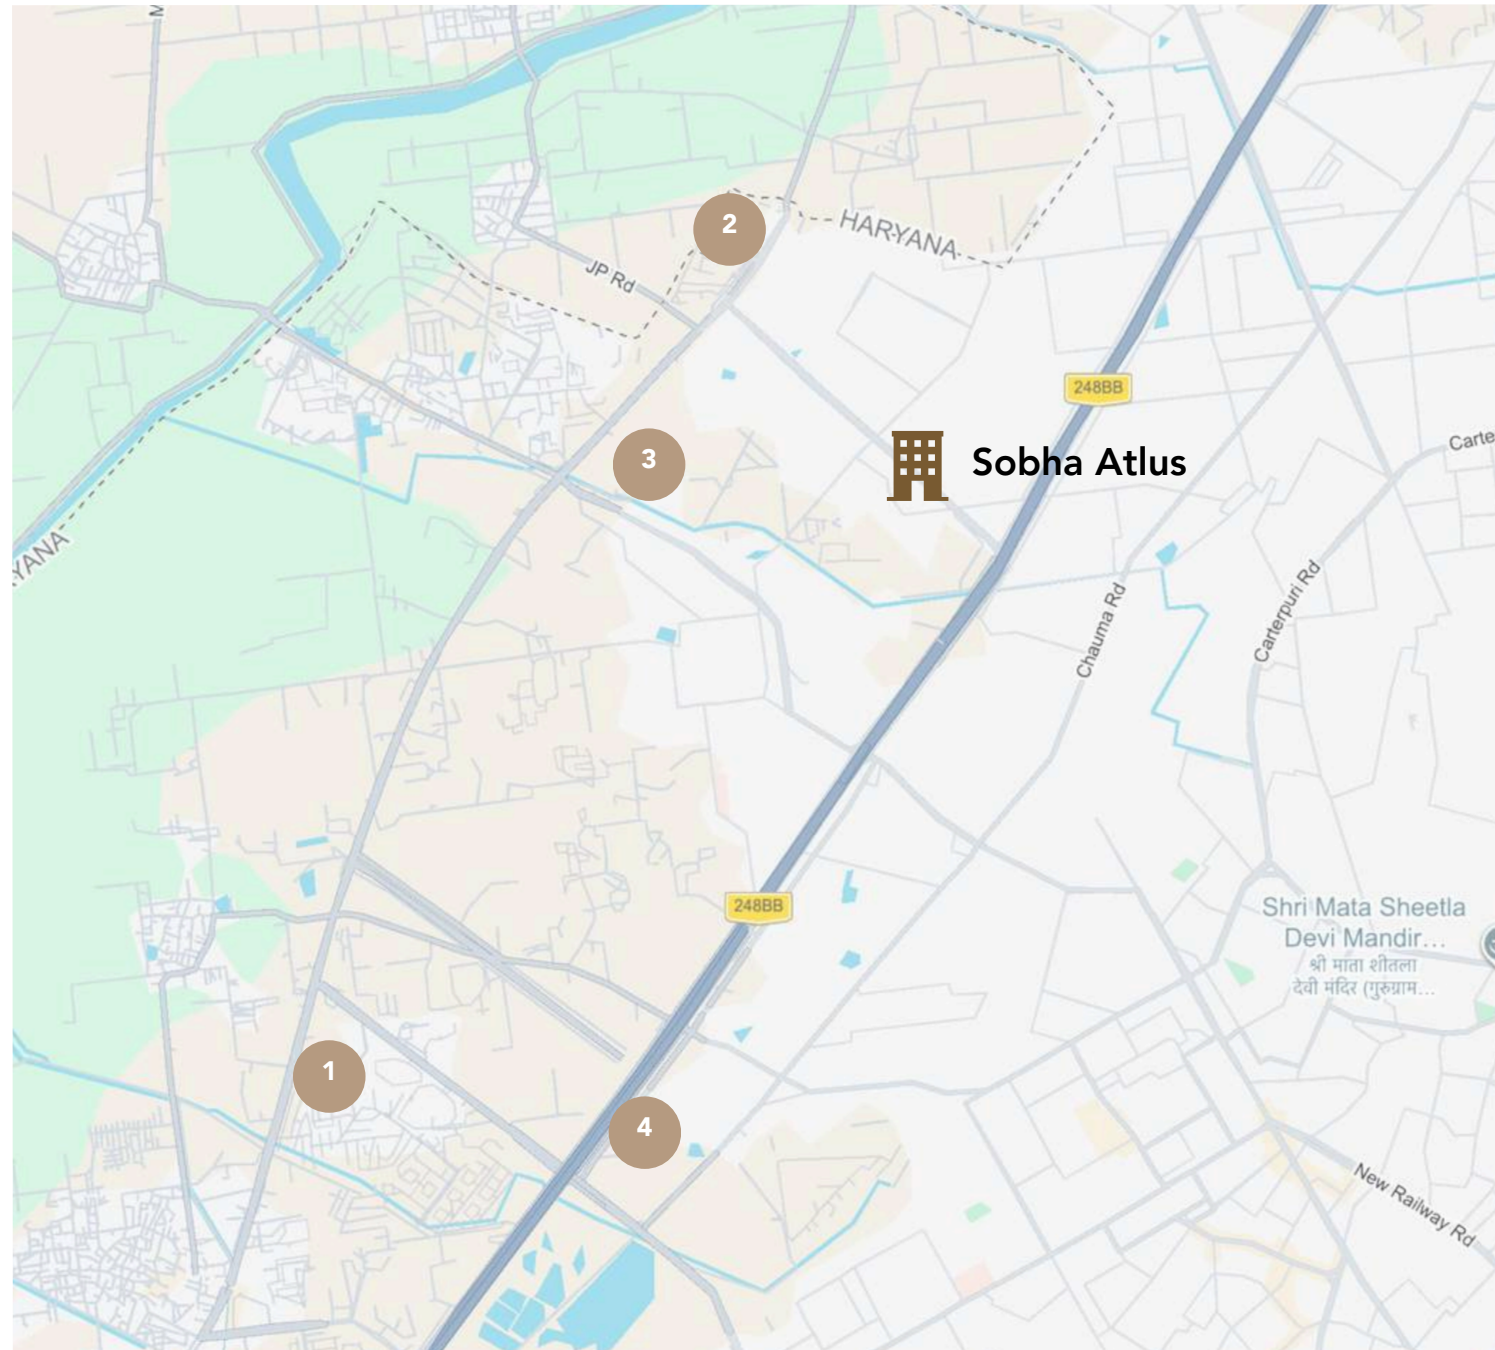 M
2
HARYANA
JP Rd
248BB
Carte
3
Sobha Atlus
YANA
Chauma Rd
Carterpuri Rd
248BB
Shri Mata Sheetla
Devi Mandir...
श्री माता शीतला
देवी मंदिर (गुरुग्राम...
1
4
New Railway Rd